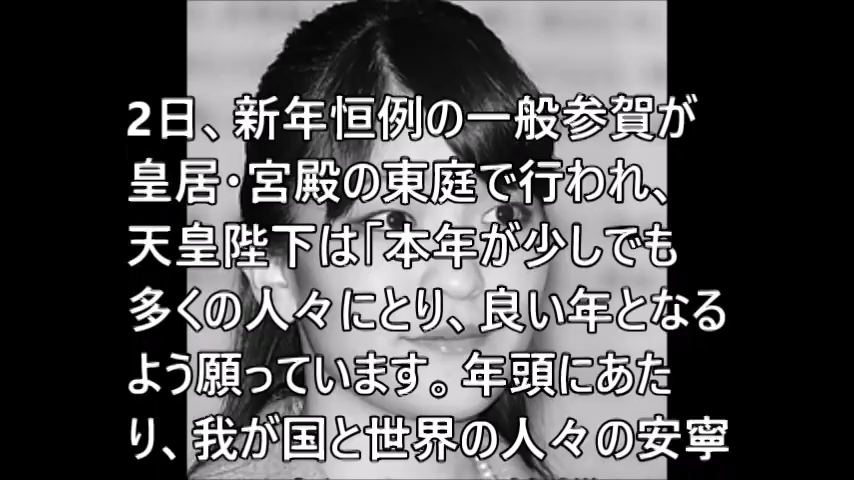 2日、新年恒例の一般参賀が
皇居・宮殿の東庭で行われ、
天皇陛下は「本年が少しでも
多くの人々にとり、良い年となる
よう願っています。年頭にあた
り、我が国と世界の人々の安寧